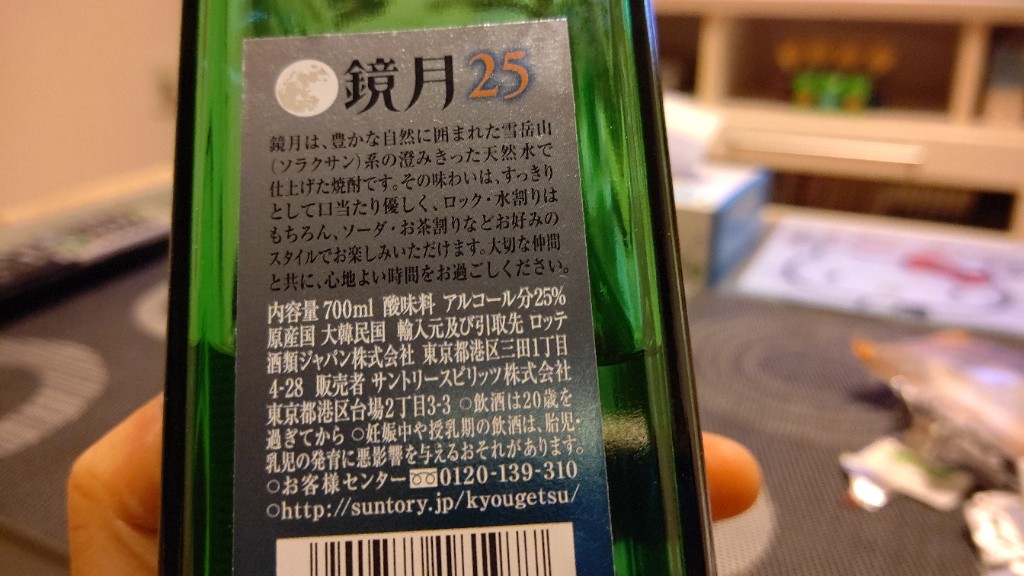 鏡月25
鏡月は、豊かな自然に囲まれた雪岳山
(ソラクサン)系の澄みきった天然水で
仕上げた焼酎です。その味わいは、すっきり
として口当たり優しく、ロック・水割りは
もちろん、ソーダ・お茶割りなどお好みの
スタイルでお楽しみいただけます。大切な仲間
と共に、心地よい時間をお過ごしください。
内容量 700ml 酸味料 アルコール分25%
原産国 大韓民国 輸入元及び引取先 ロッテ
酒類ジャパン株式会社 東京都港区三田1丁目
4-28 販売者 サントリースピリッツ株式会社
東京都港区台場2丁目3-3 ○飲酒は20歳を
過ぎてから ○妊娠中や授乳期の飲酒は、胎児・
乳児の発育に悪影響を与えるおそれがあります。
○お客様センター 0120-139-310
○http://suntory.jp/kyougetsu/